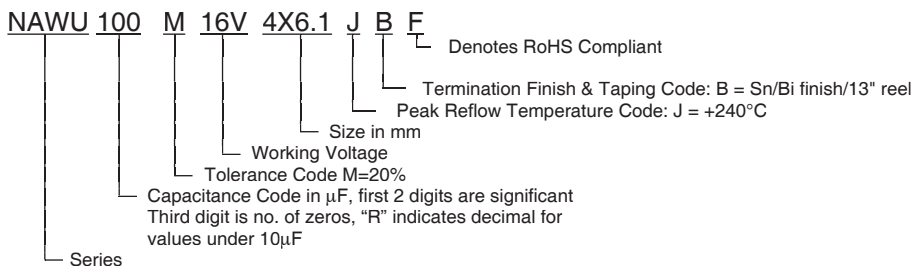 NAWU 100 M 16V 4X6.1 J B F
Denotes RoHS Compliant
Termination Finish & Taping Code: B = Sn/Bi finish/13" reel
Peak Reflow Temperature Code: J = +240°C
Size in mm
Working Voltage
Tolerance Code M=20%
Capacitance Code in μF, first 2 digits are significant
Third digit is no. of zeros, “R” indicates decimal for
values under 10μF
Series